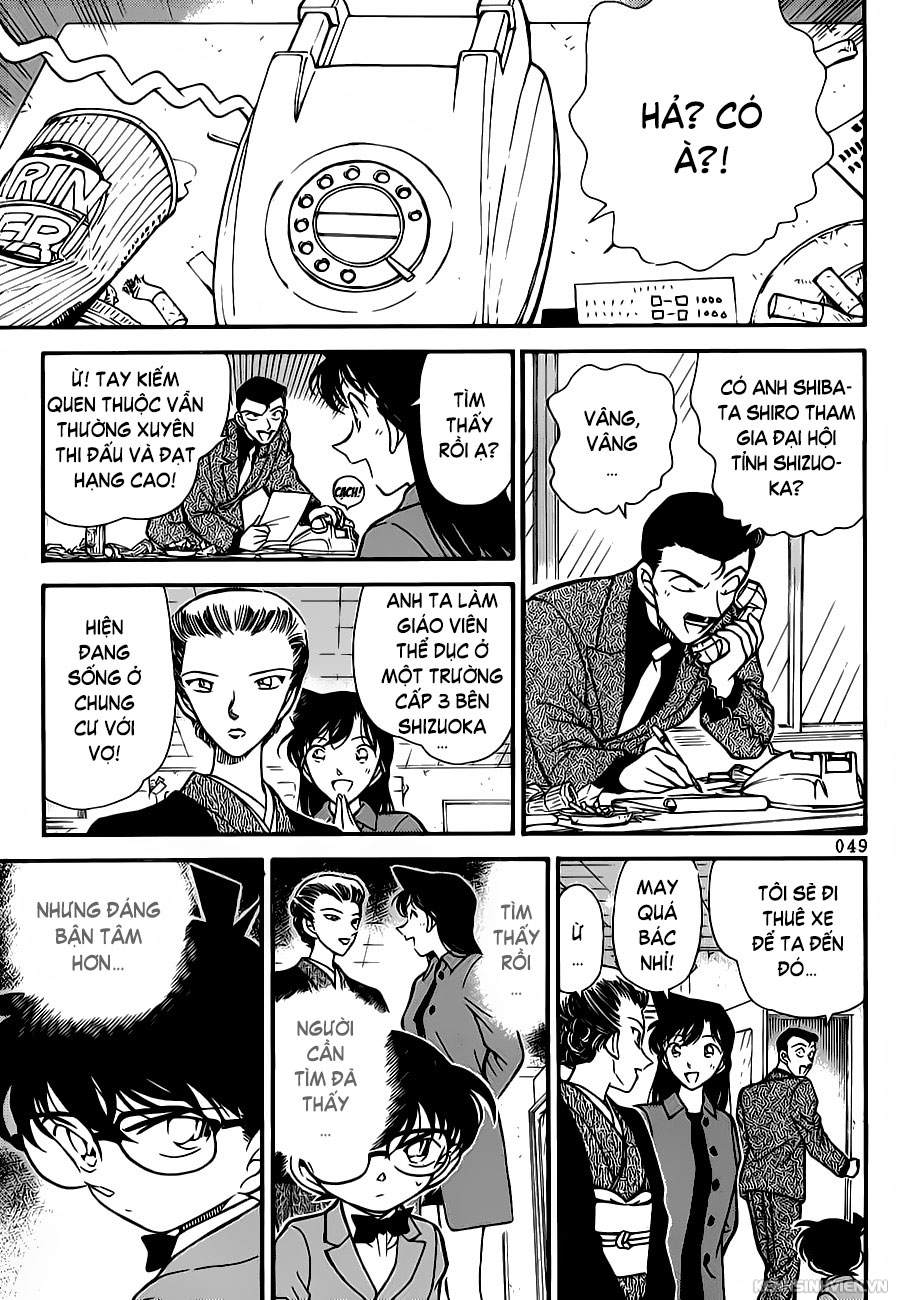 HẢ? CÓ
À?!
RIN
ER
1000
1000
CÓ ANH SHIBA-
TA SHIRO THAM
GIA ĐẠI HỘI
TỈNH SHIZUO-
KA?
VÂNG,
VÂNG
...
TÌM
THẤY
RỒI Ạ?
CẠCH!
Ừ! TAY KIẾM
QUEN THUỘC VẪN
THƯỜNG XUYÊN
THI ĐẤU VÀ ĐẠT
HẠNG CAO!
ANH TA LÀM
GIÁO VIÊN
THỂ DỤC Ở
MỘT TRƯỜNG
CẤP 3 BÊN
SHIZUOKA
...
HIỆN
ĐANG
SỐNG Ở
CHUNG
CƯ VỚI
VỢ!
049
TÔI SẼ ĐI
THUÊ XE
ĐỂ TA ĐẾN
ĐÓ...
MAY
QUÁ
BÁC
NHỈ!
Ừ
...
TÌM
THẤY
RỒI
...
NGƯỜI
CẦN
TÌM ĐÃ
THẤY
...
NHƯNG ĐÁNG
BẬN TÂM
HƠN...